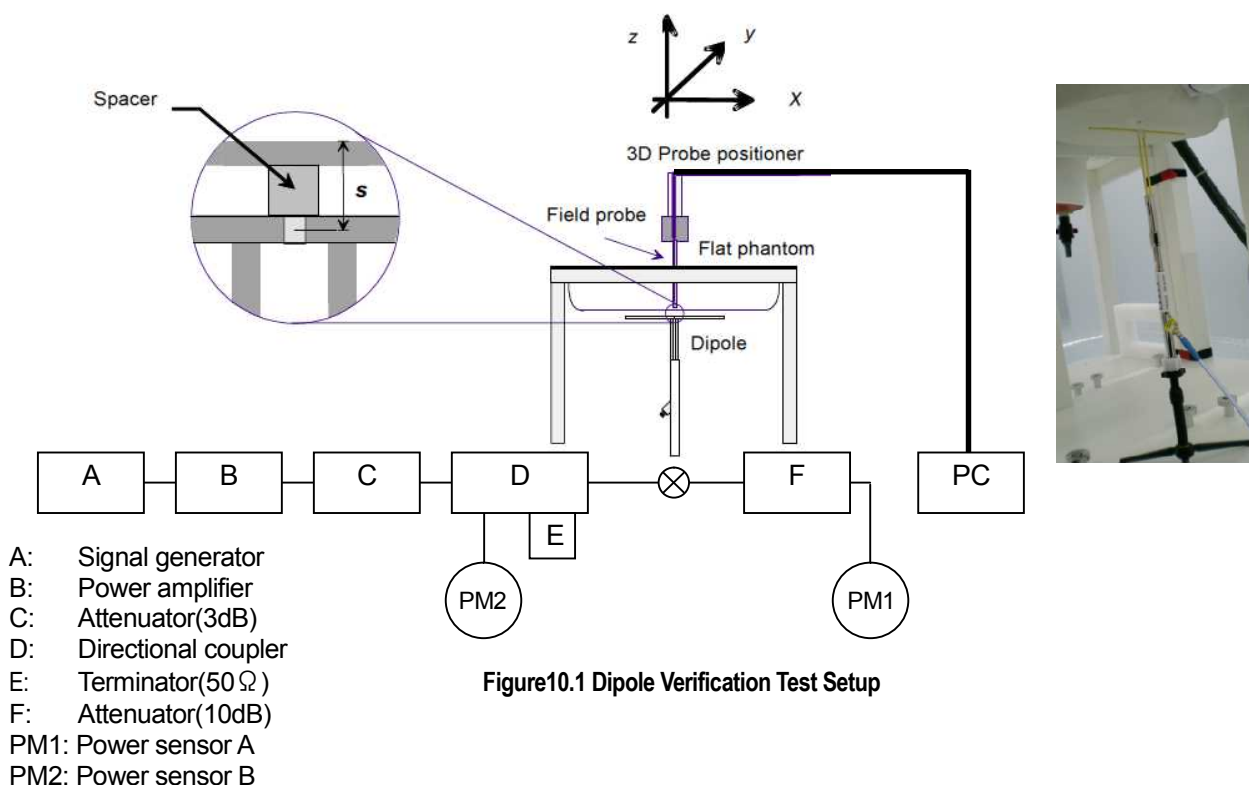 z
y
X
Spacer
s
3D Probe positioner
Field probe
Flat phantom
Dipole
A
B
C
D
F
PC
E
PM2
PM1
A: Signal generator
B: Power amplifier
C: Attenuator(3dB)
D: Directional coupler
E: Terminator(50Ω)
F: Attenuator(10dB)
PM1: Power sensor A
PM2: Power sensor B
Figure10.1 Dipole Verification Test Setup